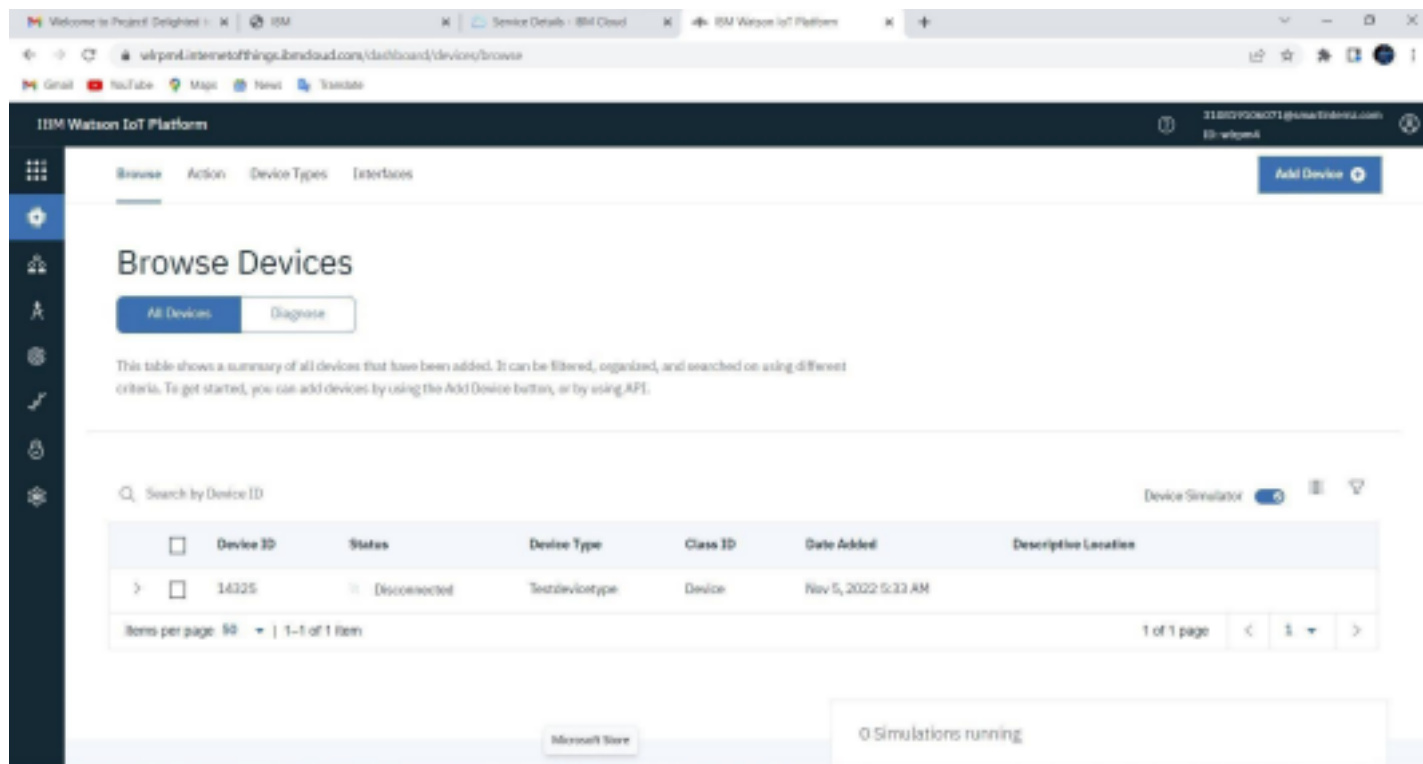 Welcome to Project Delighted
IBM
Service Details - IBM Cloud
IBM Watson IoT Platform
Gmail YouTube Maps News Translate
IBM Watson IoT Platform
Browse Action Device Types Interfaces
Add Device
Browse Devices
All Devices Diagnose
This table shows a summary of all devices that have been added. It can be filtered, organized, and searched on using different
criteria. To get started, you can add devices by using the Add Device button, or by using API.
Search by Device ID
Device Simulator
Device ID Status Device Type Class ID Date Added Descriptive Location
14325 Disconnected Testdevicetype Device Nov 5, 2022 5:33 AM
Items per page 50 | 1–1 of 1 item
1 of 1 page < 1 >
Microsoft Store
0 Simulations running